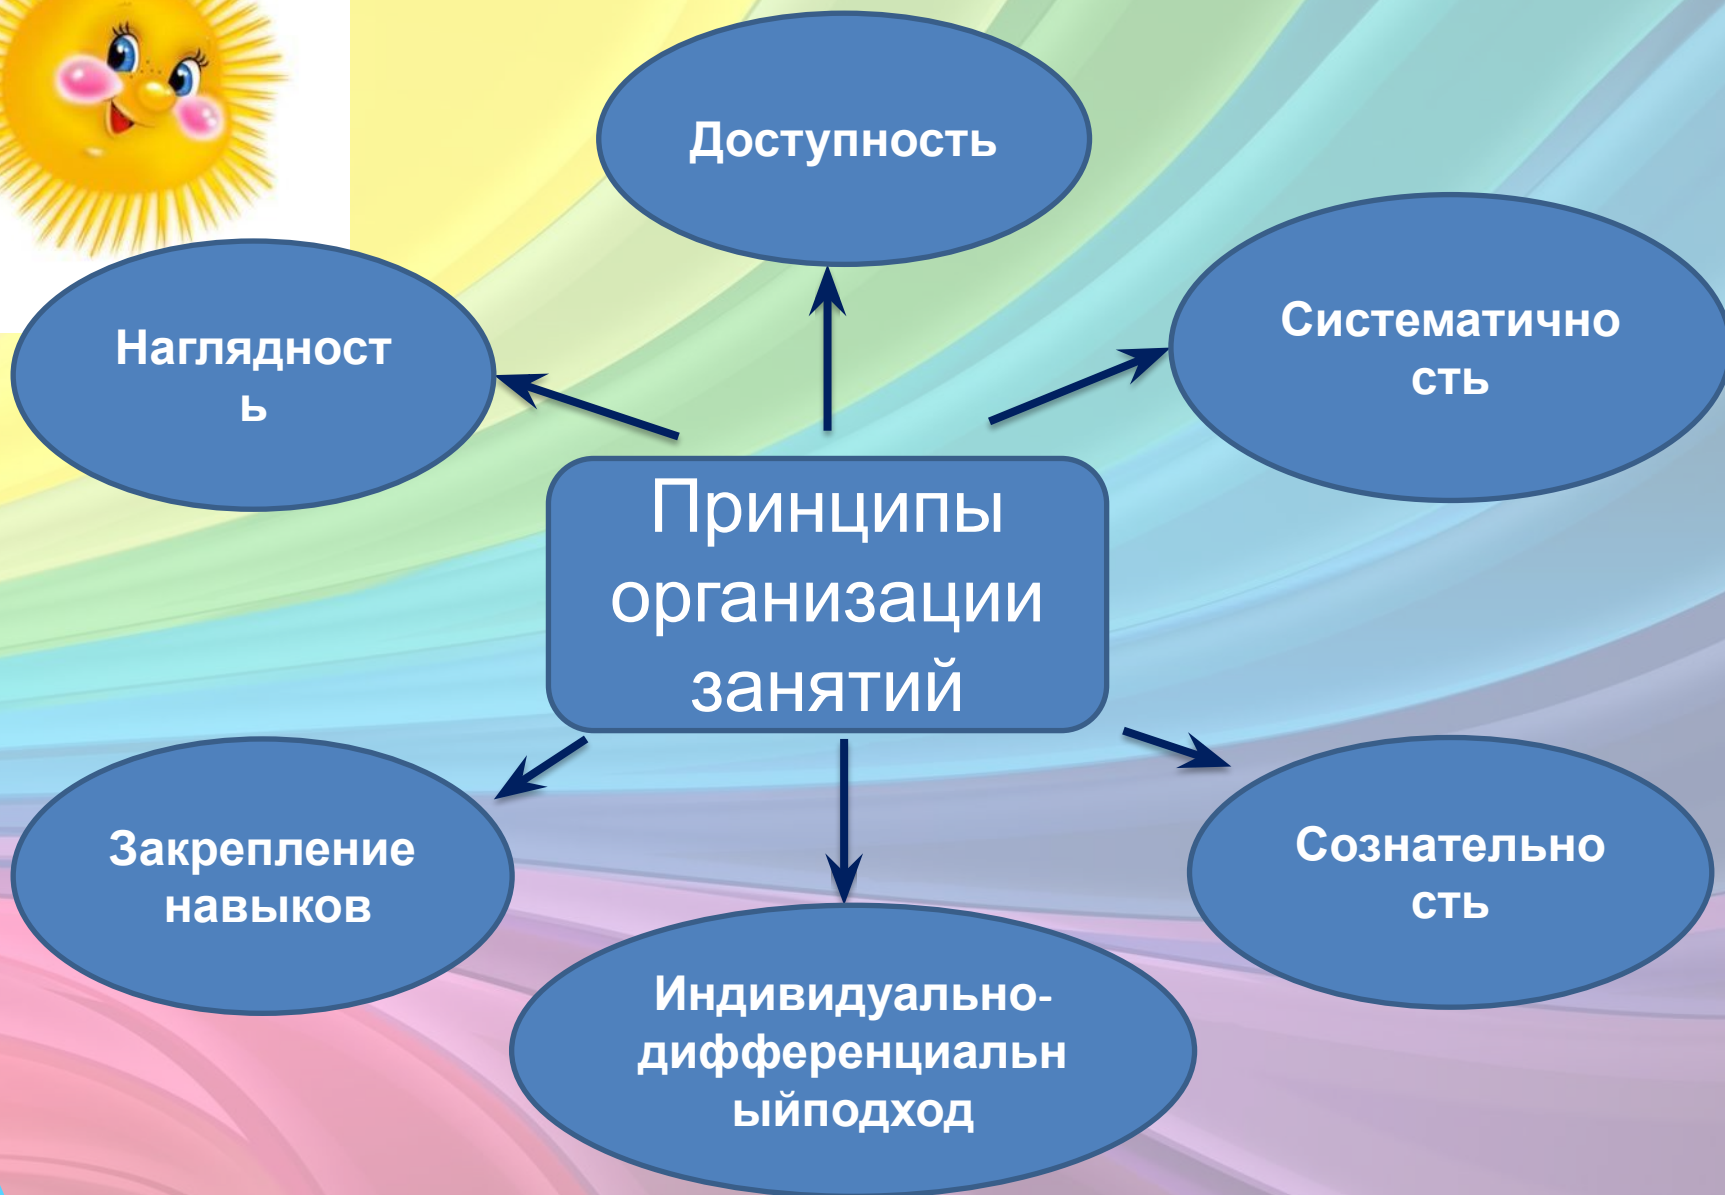 Доступность
Систематично
сть
Наглядност
ь
Принципы
организации
занятий
Закрепление
навыков
Сознательно
сть
Индивидуально-
дифференциальн
ыйподход